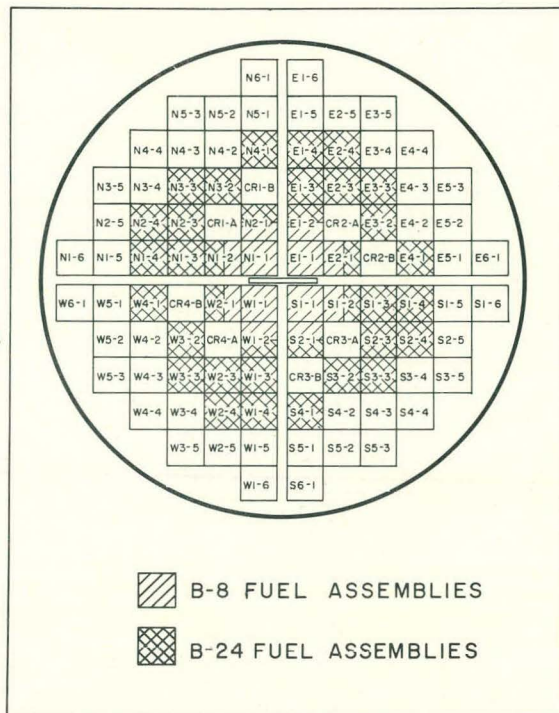 N6-1 E1-6
N5-3 N5-2 N5-1 E1-5 E2-5 E3-5
N4-4 N4-3 N4-2 N4-1 E1-4 E2-4 E3-4 E4-4
N3-5 N3-4 N3-3 N3-2 CR1-B E1-3 E2-3 E3-3 E4-3 E5-3
N2-5 N2-4 N2-3 CR1-A N2-1 E1-2 CR2-A E3-2 E4-2 E5-2
N1-6 N1-5 N1-4 N1-3 N1-2 N1-1 E1-1 E2-1 CR2-B E4-1 E5-1 E6-1
W6-1 W5-1 W4-1 CR4-B W2-1 W1-1 S1-1 S1-2 S1-3 S1-4 S1-5 S1-6
W5-2 W4-2 W3-2 CR4-A W1-2 S2-1 CR3-A S2-3 S2-4 S2-5
W5-3 W4-3 W3-3 W2-3 W1-3 CR3-B S3-2 S3-3 S3-4 S3-5
W4-4 W3-4 W2-4 W1-4 S4-1 S4-2 S4-3 S4-4
W3-5 W2-5 W1-5 S5-1 S5-2 S5-3
W1-6 S6-1
B-8 FUEL ASSEMBLIES
B-24 FUEL ASSEMBLIES